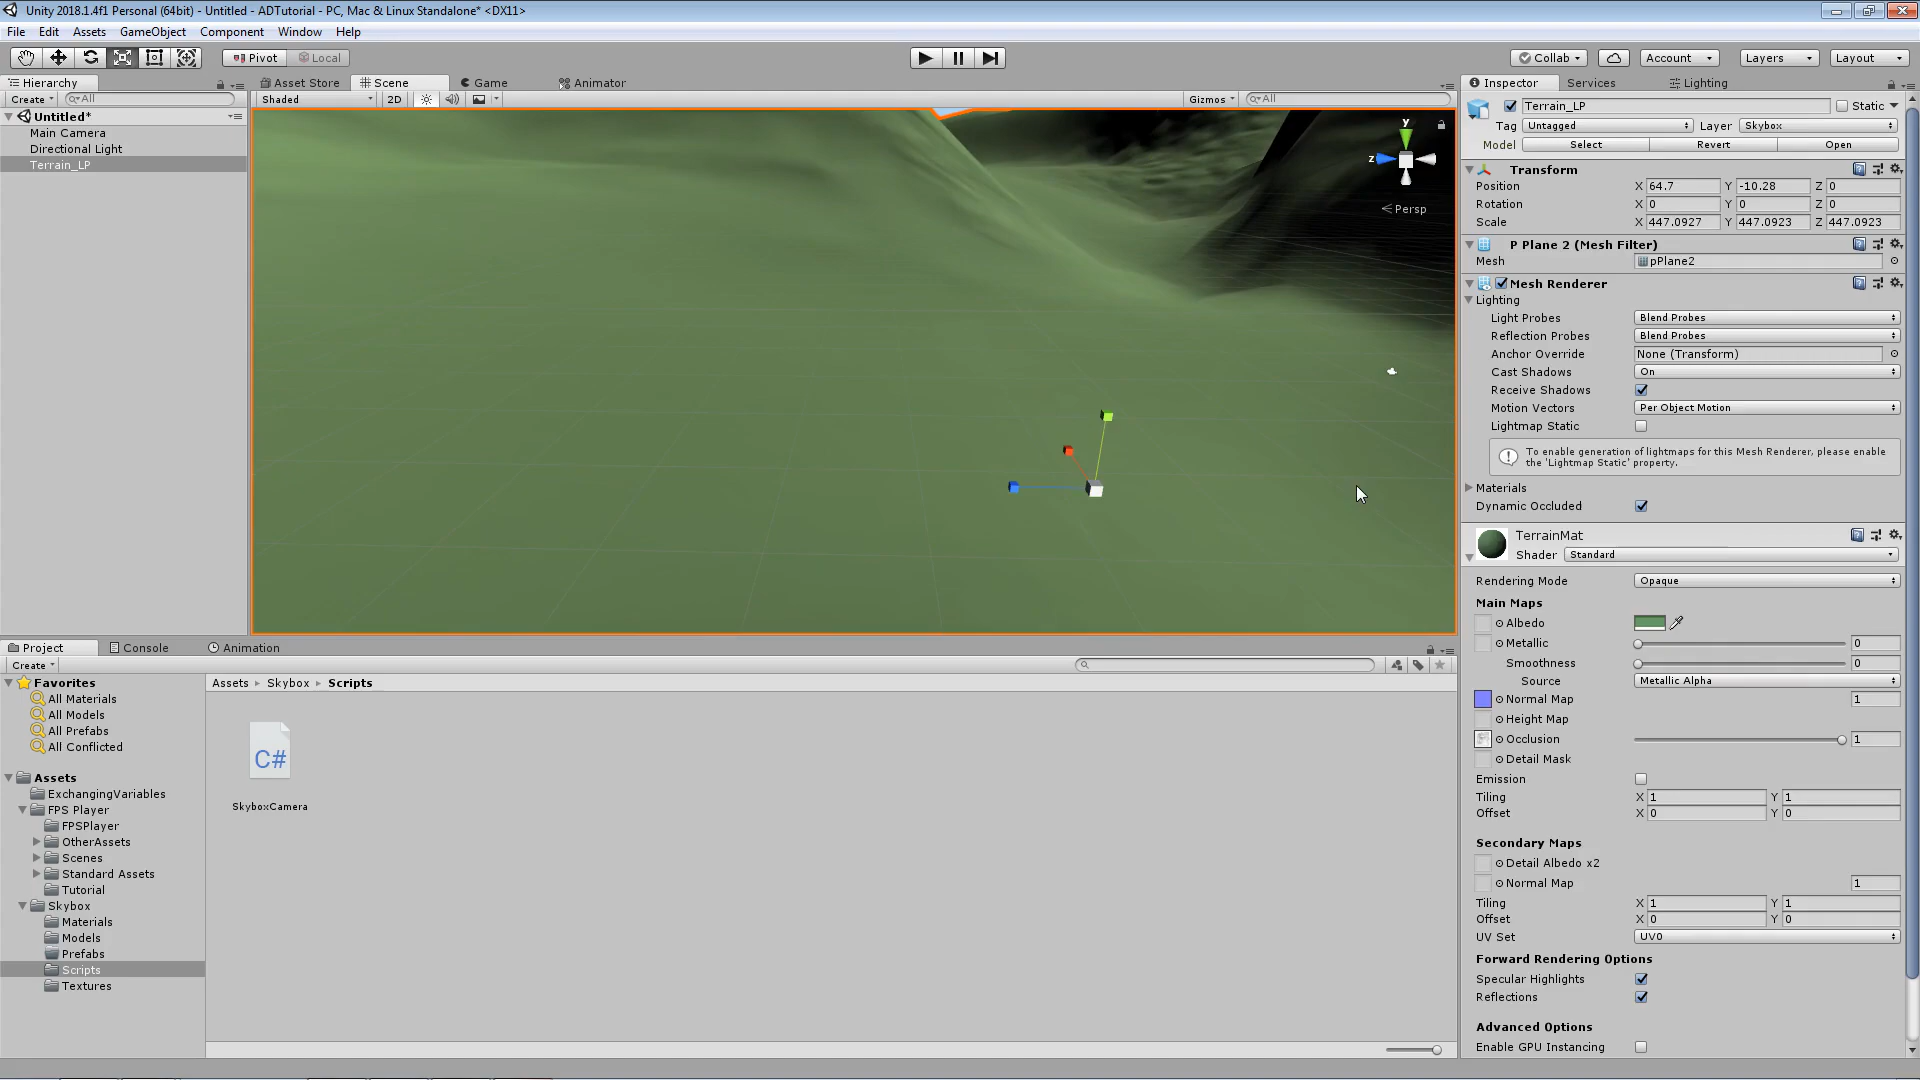 Unity 2018.1.4f1 Personal (64bit) - Untitled - ADTutorial - PC, Mac & Linux Standalone* <DX11>
File Edit Assets GameObject Component Window Help
Pivot Local Collab Account Layers Layout
Hierarchy Asset Store Scene Game Animator Inspector Services Lighting
Create All Shaded 2D Gizmos All
Untitled*
Main Camera
Directional Light
Terrain_LP
y
z
Persp
Terrain_LP Static
Tag Untagged Layer Skybox
Model Select Revert Open
Transform
Position X 64.7 Y -10.28 Z 0
Rotation X 0 Y 0 Z 0
Scale X 447.0927 Y 447.0923 Z 447.0923
P Plane 2 (Mesh Filter)
Mesh pPlane2
Mesh Renderer
Lighting
Light Probes Blend Probes
Reflection Probes Blend Probes
Anchor Override None (Transform)
Cast Shadows On
Receive Shadows
Motion Vectors Per Object Motion
Lightmap Static
To enable generation of lightmaps for this Mesh Renderer, please enable
the 'Lightmap Static' property.
Materials
Dynamic Occluded
TerrainMat
Shader Standard
Rendering Mode Opaque
Main Maps
Albedo
Metallic 0
Smoothness 0
Source Metallic Alpha
Normal Map 1
Height Map
Occlusion 1
Detail Mask
Emission
Tiling X 1 Y 1
Offset X 0 Y 0
Secondary Maps
Detail Albedo x2
Normal Map 1
Tiling X 1 Y 1
Offset X 0 Y 0
UV Set UV0
Forward Rendering Options
Specular Highlights
Reflections
Advanced Options
Enable GPU Instancing
Project Console Animation
Create
Favorites
All Materials
All Models
All Prefabs
All Conflicted
Assets
ExchangingVariables
FPS Player
FPSPlayer
OtherAssets
Scenes
Standard Assets
Tutorial
Skybox
Materials
Models
Prefabs
Scripts
Textures
Assets Skybox Scripts
C#
SkyboxCamera